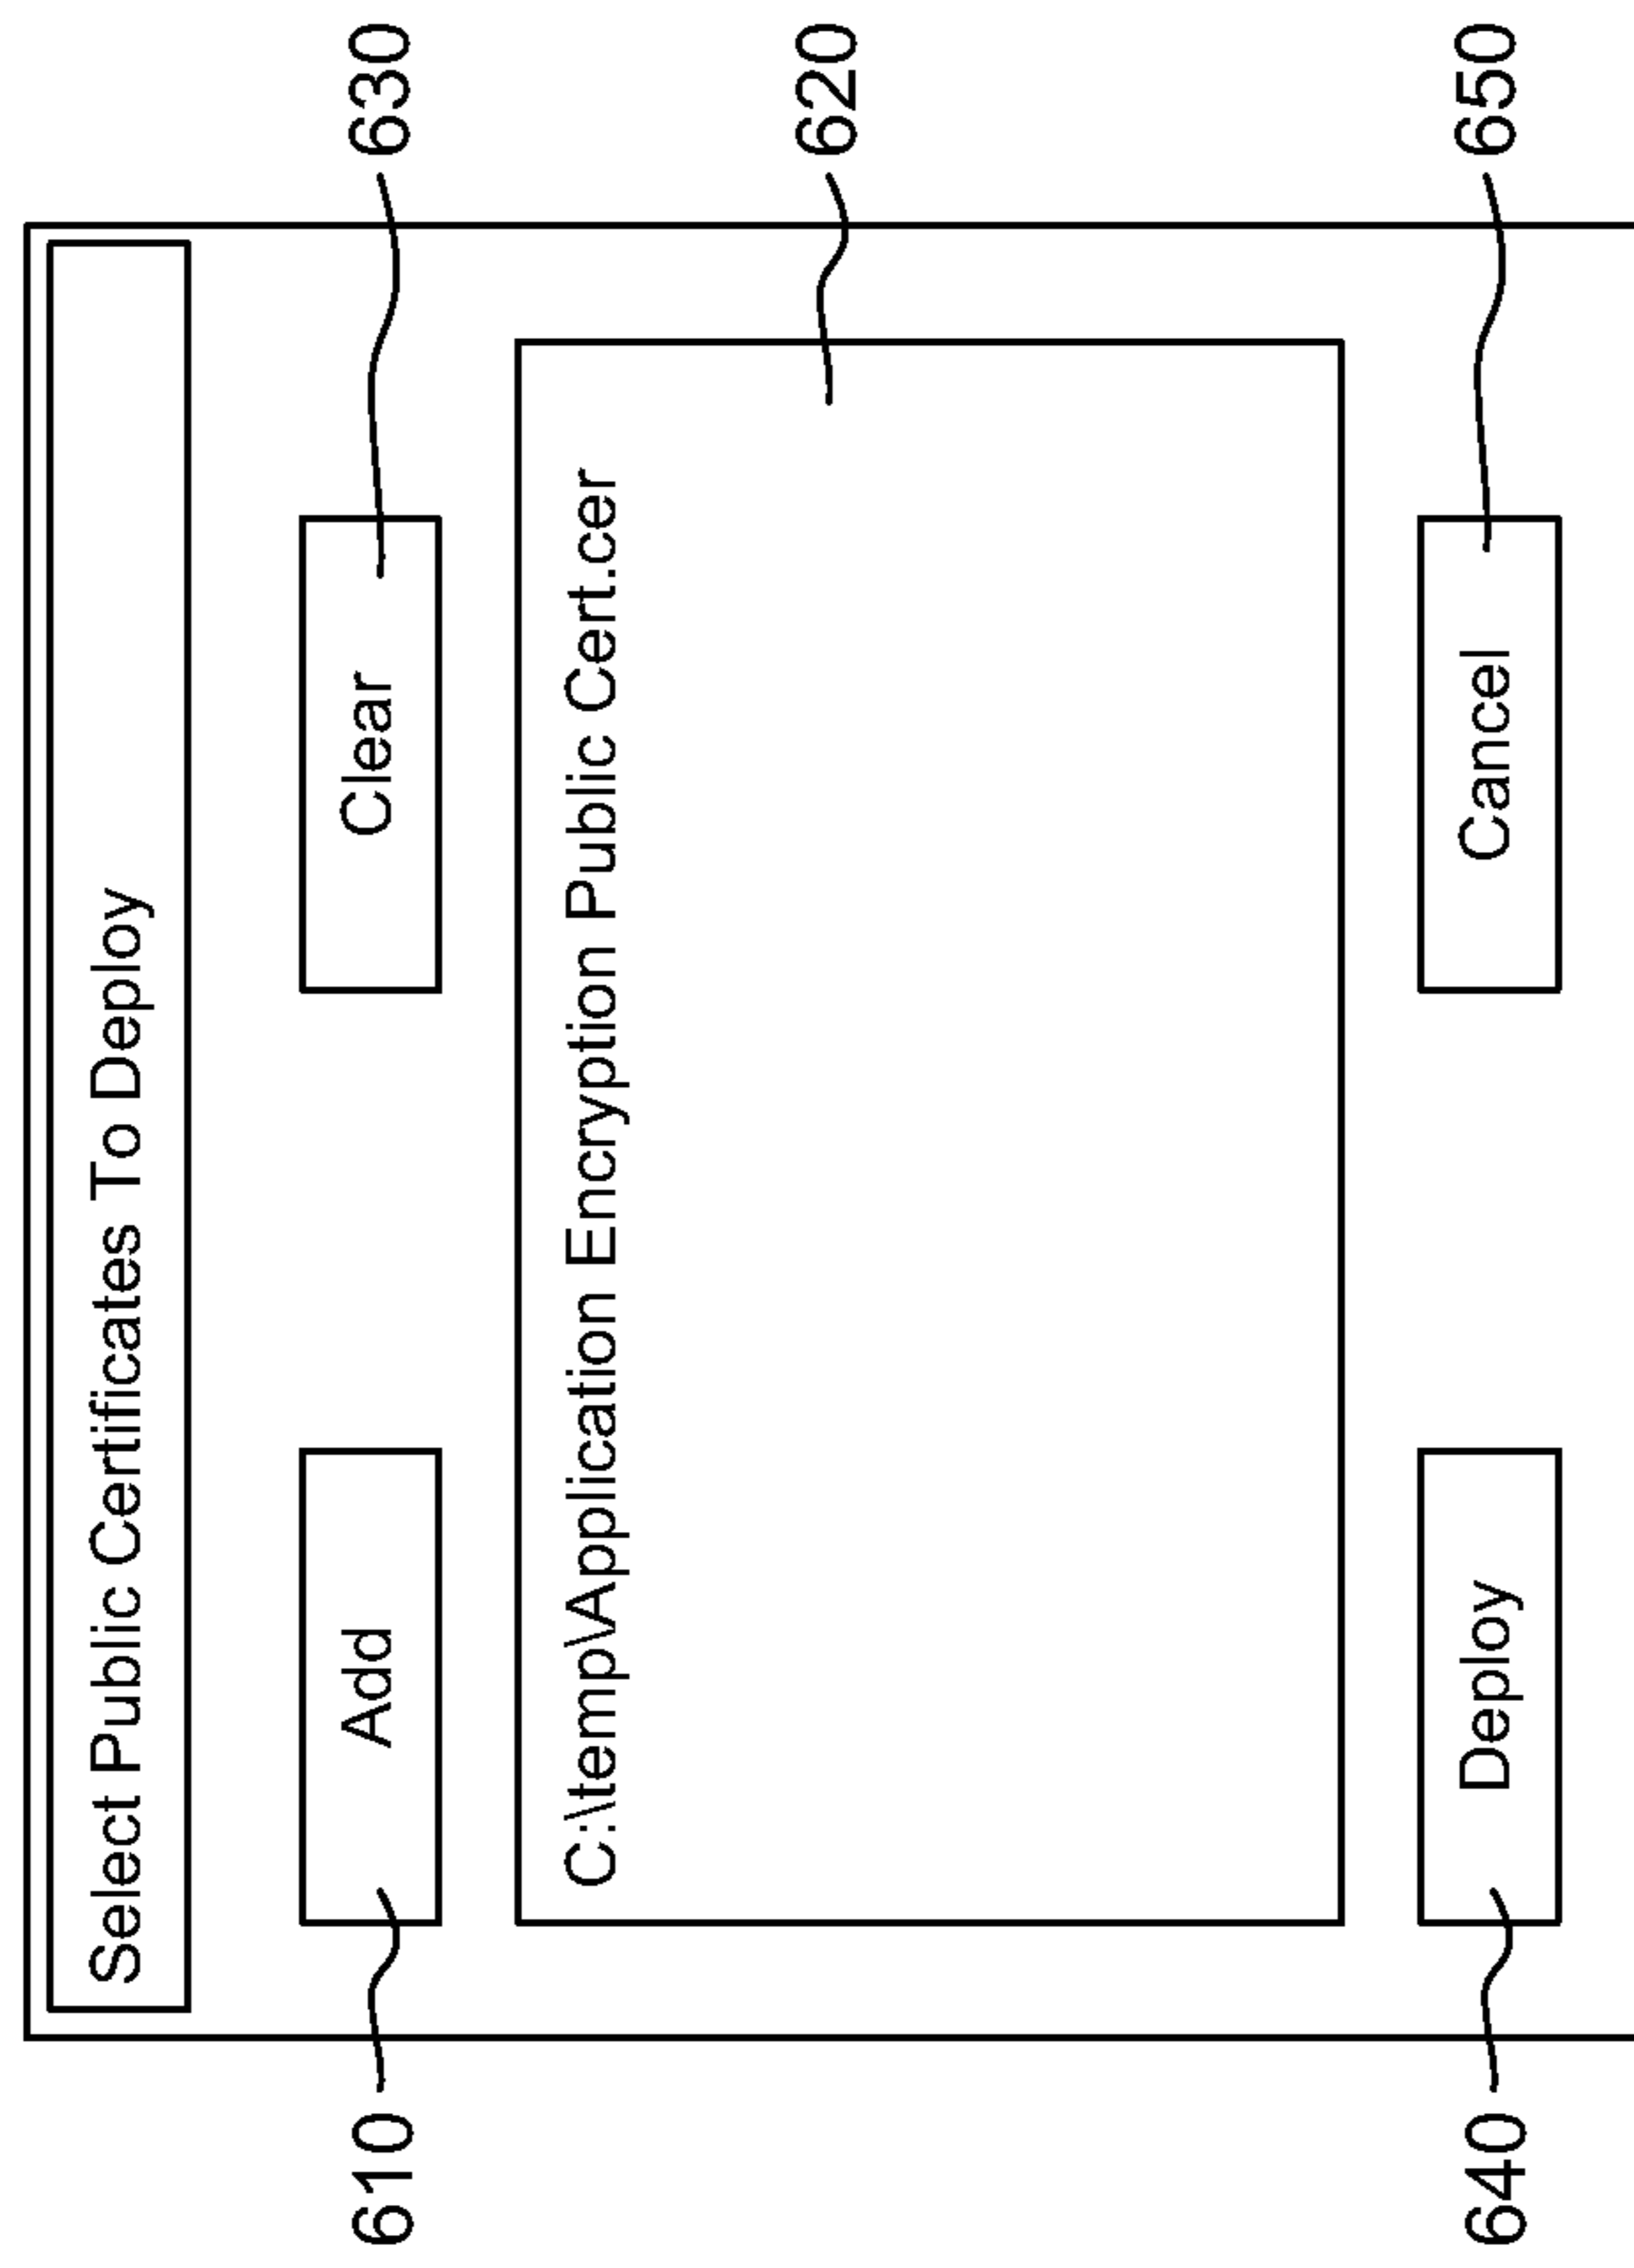 Select Public Certificates To Deploy
610
Add
Clear
630
C:\temp\Application Encryption Public Cert.cer
620
640
Deploy
Cancel
650